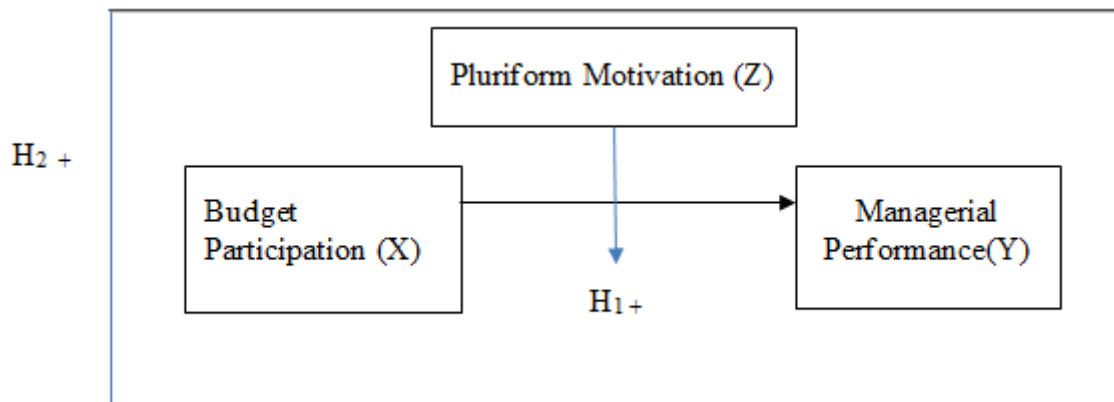 Pluriform Motivation (Z)
H2 +
Budget
Participation (X)
Managerial
Performance(Y)
H1 +